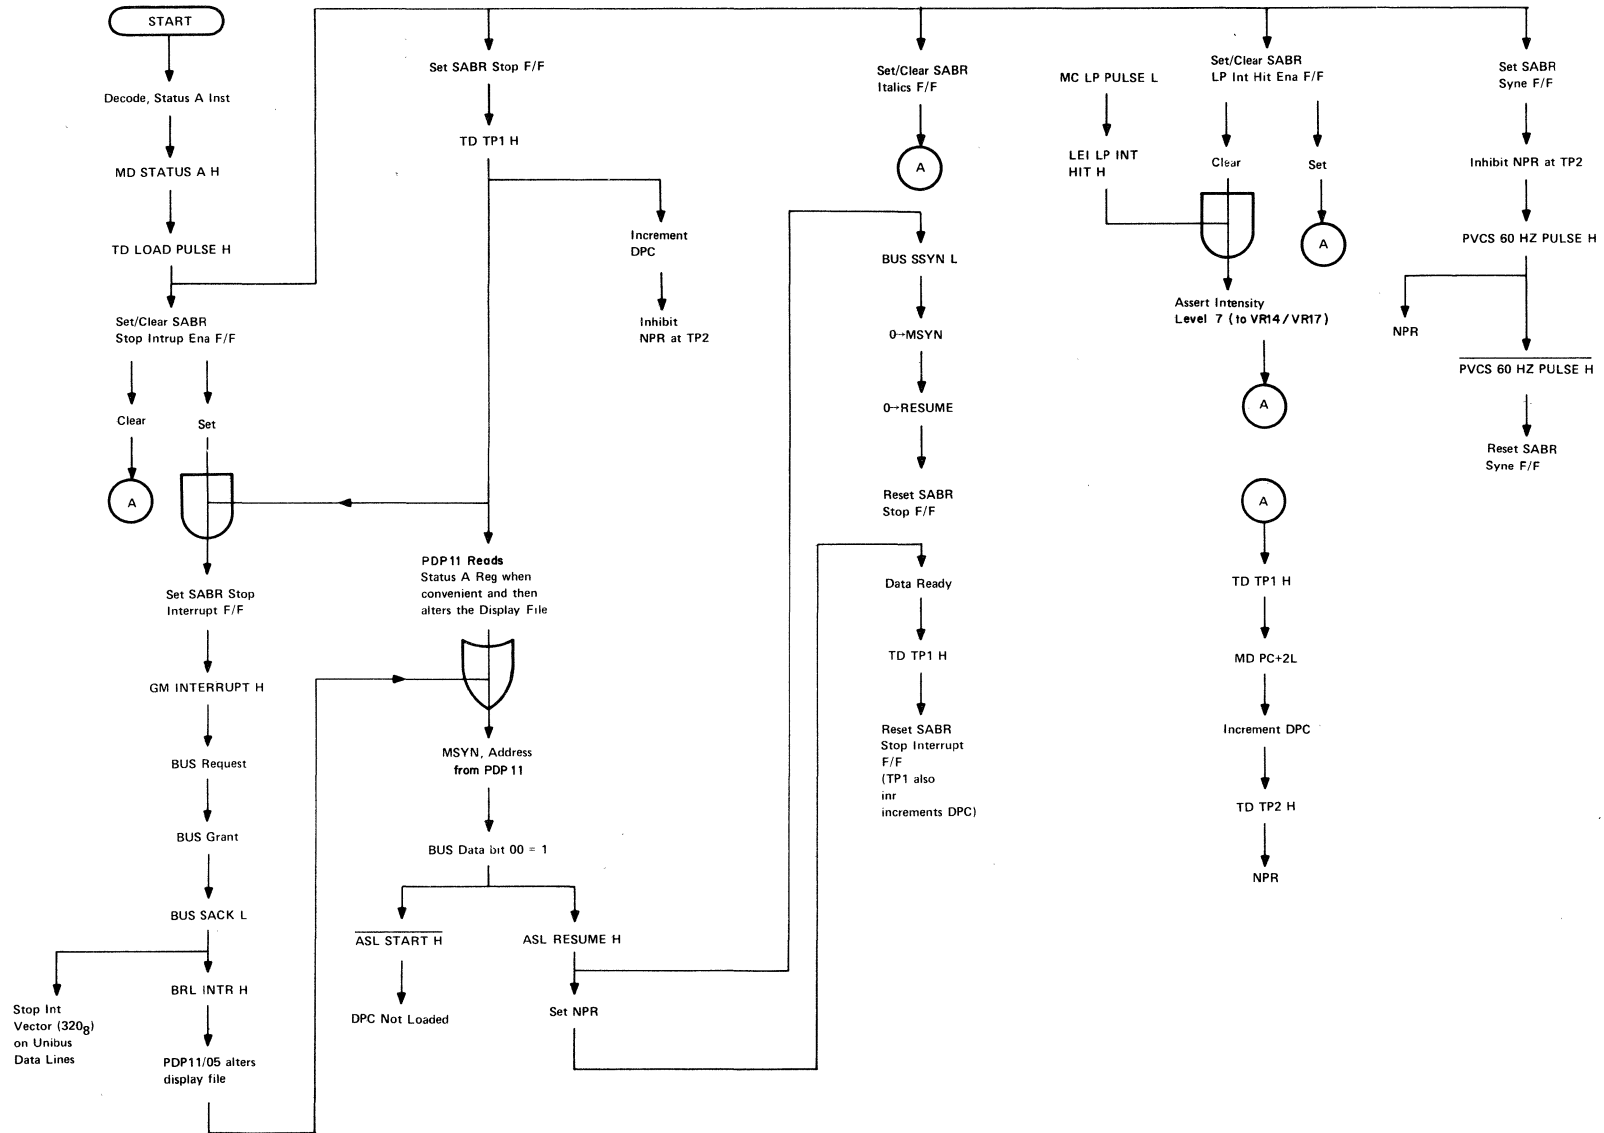 START
Decode, Status A Inst
MD STATUS A H
TD LOAD PULSE H
Set/Clear SABR
Stop Intrup Ena F/F
Clear
Set
A
Set SABR Stop
Interrupt F/F
GM INTERRUPT H
BUS Request
BUS Grant
BUS SACK L
Stop Int
Vector (320₈)
on Unibus
Data Lines
BRL INTR H
PDP11/05 alters
display file
Set SABR Stop F/F
TD TP1 H
Increment
DPC
Inhibit
NPR at TP2
PDP11 Reads
Status A Reg when
convenient and then
alters the Display File
MSYN, Address
from PDP 11
BUS Data bit 00 = 1
ASL START H
DPC Not Loaded
ASL RESUME H
Set NPR
Set/Clear SABR
Italics F/F
A
BUS SSYN L
0→MSYN
0→RESUME
Reset SABR
Stop F/F
Data Ready
TD TP1 H
Reset SABR
Stop Interrupt
F/F
(TP1 also
inr
increments DPC)
MC LP PULSE L
LEI LP INT
HIT H
Set/Clear SABR
LP Int Hit Ena F/F
Clear
Set
A
Assert Intensity
Level 7 (to VR14/VR17)
A
A
TD TP1 H
MD PC+2L
Increment DPC
TD TP2 H
NPR
Set SABR
Syne F/F
Inhibit NPR at TP2
PVCS 60 HZ PULSE H
NPR
PVCS 60 HZ PULSE H
Reset SABR
Syne F/F